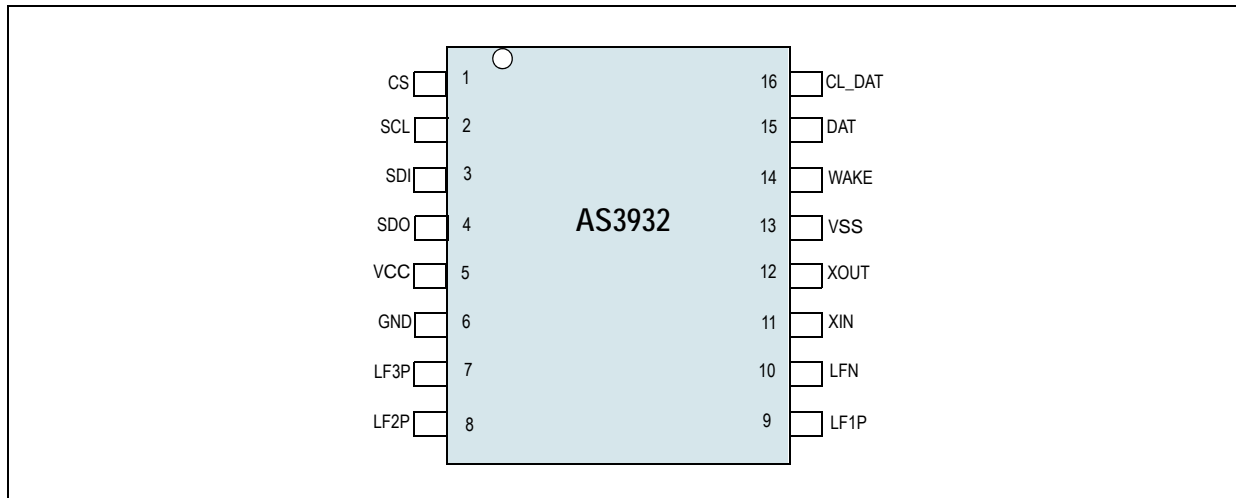 CS 1 16 CL_DAT
SCL 2 15 DAT
SDI 3 14 WAKE
SDO 4 AS3932 13 VSS
VCC 5 12 XOUT
GND 6 11 XIN
LF3P 7 10 LFN
LF2P 8 9 LF1P